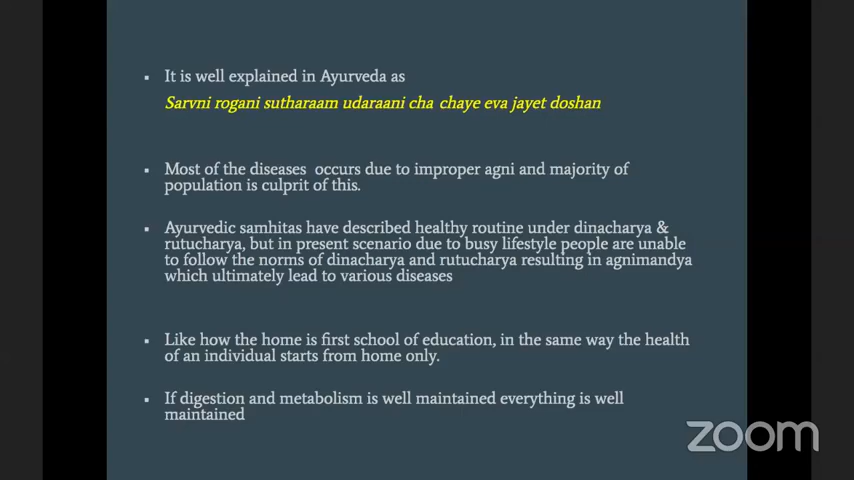 It is well explained in Ayurveda as
Sarvni rogani sutharaam udaraani cha chaye eva jayet doshan
Most of the diseases occurs due to improper agni and majority of
population is culprit of this.
Ayurvedic samhitas have described healthy routine under dinacharya &
rutucharya, but in present scenario due to busy lifestyle people are unable
to follow the norms of dinacharya and rutucharya resulting in agnimandya
which ultimately lead to various diseases
Like how the home is first school of education, in the same way the health
of an individual starts from home only.
If digestion and metabolism is well maintained everything is well
maintained
zoom